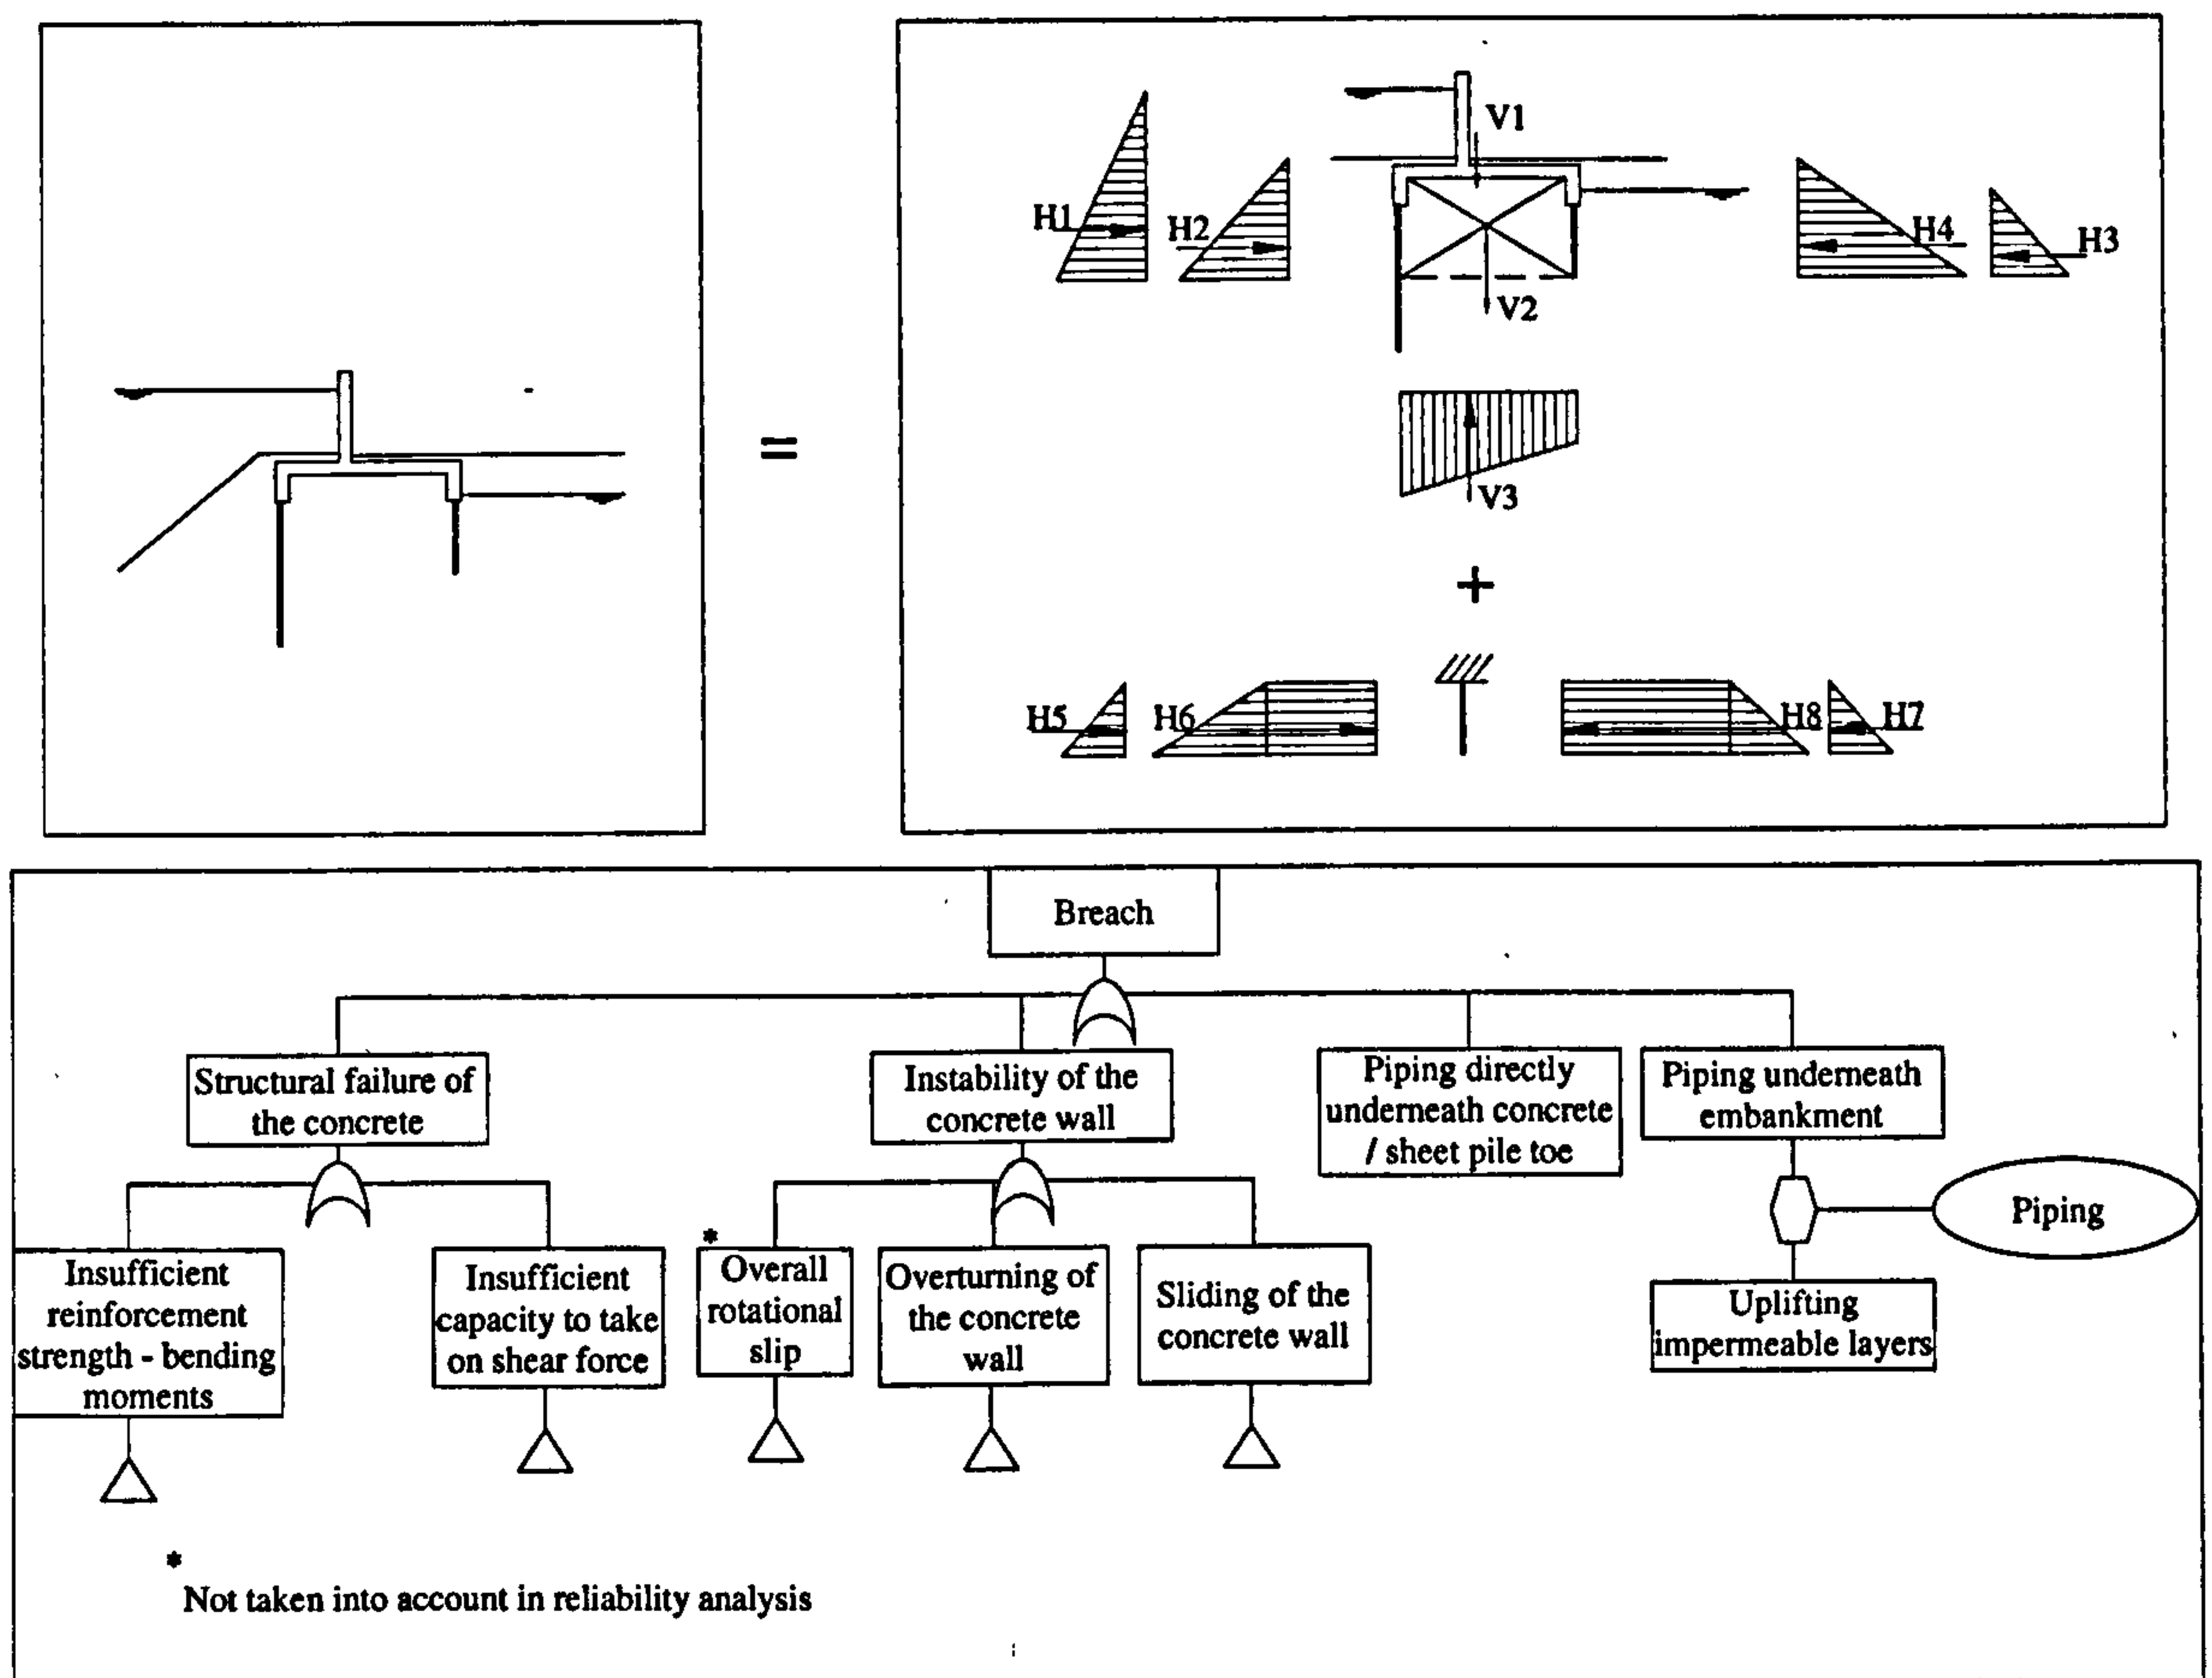 V1
H1
H2
H4
H3
V2
=
V3
+
H5
H6
H8
H7
Breach
Structural failure of
the concrete
Instability of the
concrete wall
Piping directly
underneath concrete
/ sheet pile toe
Piping underneath
embankment
Piping
Insufficient
reinforcement
strength - bending
moments
Insufficient
capacity to take
on shear force
*
Overall
rotational
slip
Overturning of
the concrete
wall
Sliding of the
concrete wall
Uplifting
impermeable layers
*
Not taken into account in reliability analysis